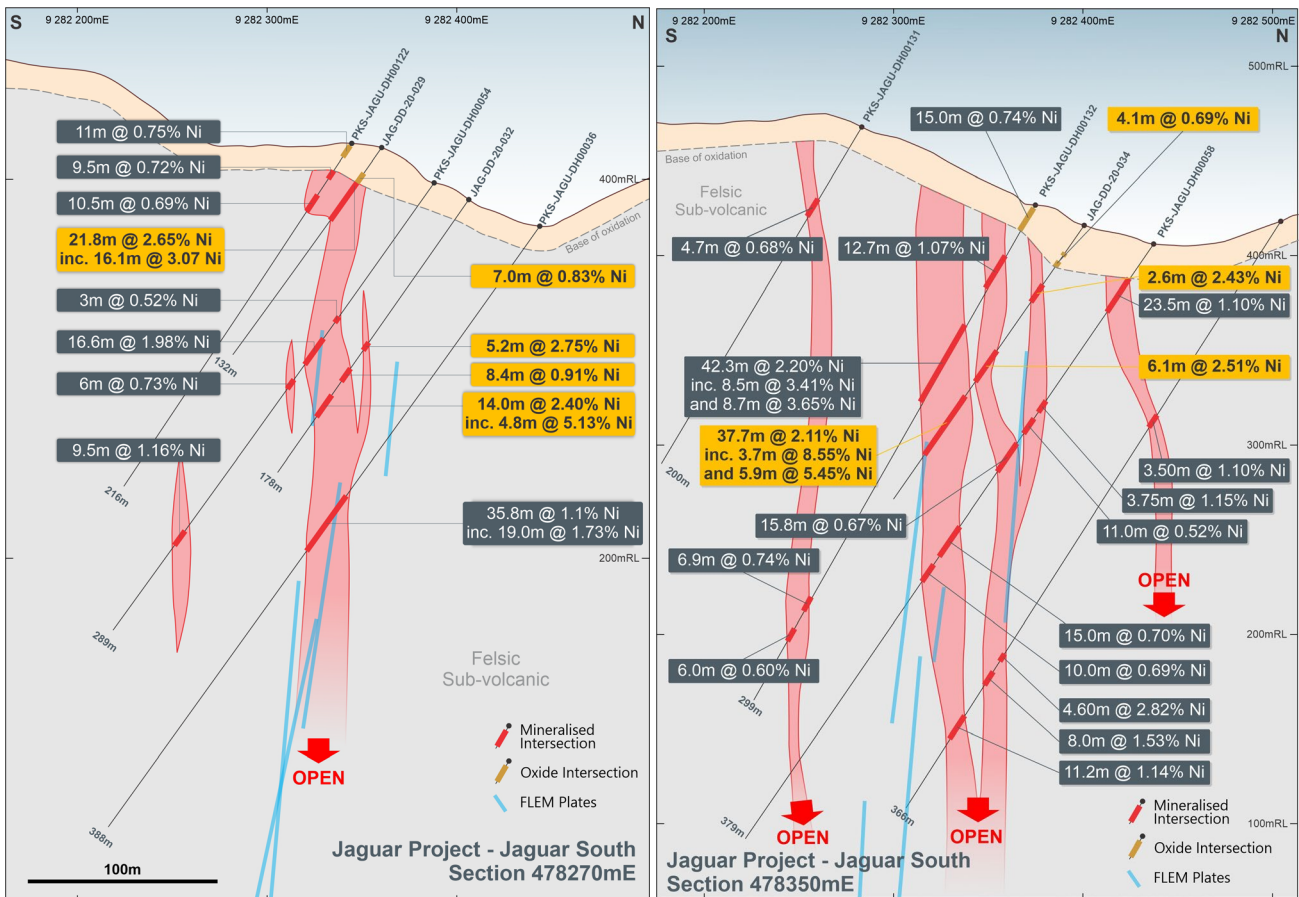 9 282 200mE
9 282 300mE
9 282 400mE
S
N
PKS-JAGU-DH00122
JAG-DD-20-029
PKS-JAGU-DH00054
JAG-DD-20-032
PKS-JAGU-DH00036
11m @ 0.75% Ni
9.5m @ 0.72% Ni
10.5m @ 0.69% Ni
21.8m @ 2.65% Ni
inc. 16.1m @ 3.07 Ni
3m @ 0.52% Ni
16.6m @ 1.98% Ni
6m @ 0.73% Ni
9.5m @ 1.16% Ni
400mRL
Base of oxidation
7.0m @ 0.83% Ni
5.2m @ 2.75% Ni
8.4m @ 0.91% Ni
14.0m @ 2.40% Ni
inc. 4.8m @ 5.13% Ni
35.8m @ 1.1% Ni
inc. 19.0m @ 1.73% Ni
200mRL
132m
216m
178m
289m
388m
Felsic
Sub-volcanic
OPEN
Mineralised
Intersection
Oxide Intersection
FLEM Plates
100m
Jaguar Project - Jaguar South
Section 478270mE
9 282 200mE
9 282 300mE
9 282 400mE
9 282 500mE
S
N
500mRL
PKS-JAGU-DH00131
PKS-JAGU-DH00132
JAG-DD-20-034
PKS-JAGU-DH00058
15.0m @ 0.74% Ni
4.1m @ 0.69% Ni
Base of oxidation
Felsic
Sub-volcanic
4.7m @ 0.68% Ni
12.7m @ 1.07% Ni
400mRL
2.6m @ 2.43% Ni
23.5m @ 1.10% Ni
42.3m @ 2.20% Ni
inc. 8.5m @ 3.41% Ni
and 8.7m @ 3.65% Ni
6.1m @ 2.51% Ni
37.7m @ 2.11% Ni
inc. 3.7m @ 8.55% Ni
and 5.9m @ 5.45% Ni
300mRL
3.50m @ 1.10% Ni
3.75m @ 1.15% Ni
11.0m @ 0.52% Ni
15.8m @ 0.67% Ni
6.9m @ 0.74% Ni
6.0m @ 0.60% Ni
OPEN
200mRL
15.0m @ 0.70% Ni
10.0m @ 0.69% Ni
4.60m @ 2.82% Ni
8.0m @ 1.53% Ni
11.2m @ 1.14% Ni
200m
299m
379m
366m
100mRL
OPEN
OPEN
Mineralised
Intersection
Oxide Intersection
FLEM Plates
Jaguar Project - Jaguar South
Section 478350mE